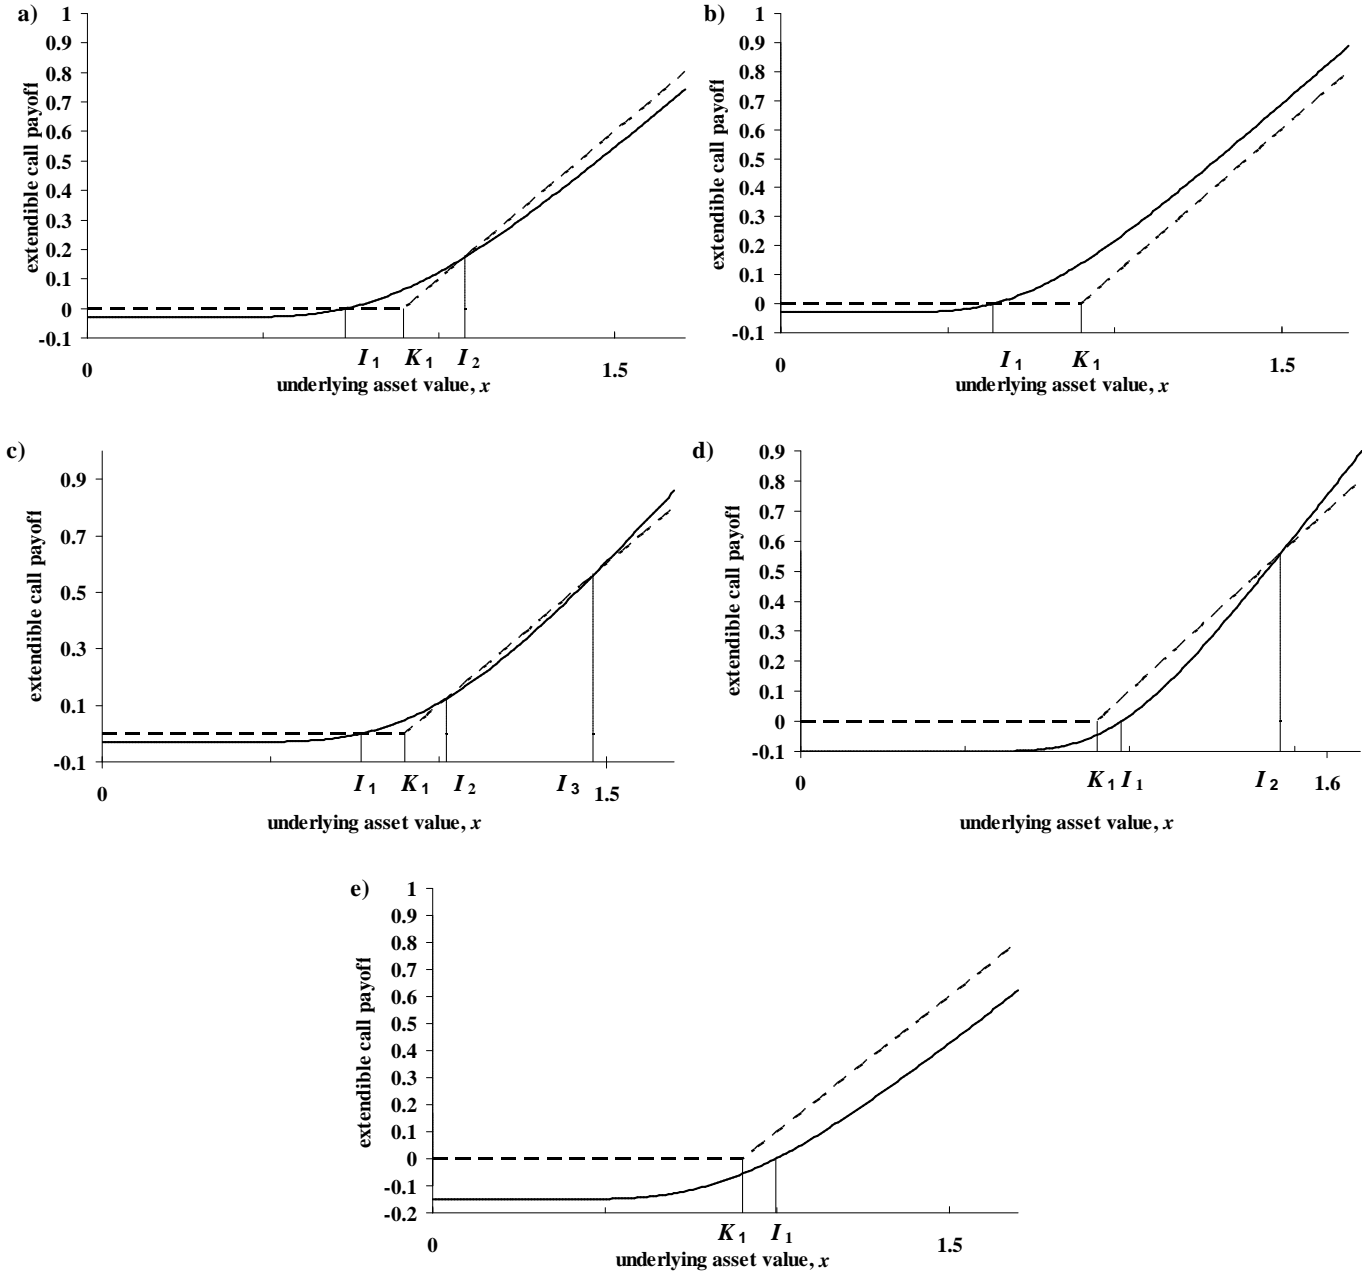 a)
1
0.9
0.8
0.7
0.6
0.5
0.4
0.3
0.2
0.1
0
-0.1
extendible call payoff
I1 K1 I2
0 1.5
underlying asset value, x
b)
1
0.9
0.8
0.7
0.6
0.5
0.4
0.3
0.2
0.1
0
-0.1
extendible call payoff
I1 K1
0 1.5
underlying asset value, x
c)
0.9
0.7
0.5
0.3
0.1
-0.1
extendible call payoff
I1 K1 I2 I3
0 1.5
underlying asset value, x
d)
0.9
0.8
0.7
0.6
0.5
0.4
0.3
0.2
0.1
0
-0.1
extendible call payoff
K1 I1 I2
0 1.6
underlying asset value, x
e)
1
0.9
0.8
0.7
0.6
0.5
0.4
0.3
0.2
0.1
0
-0.1
-0.2
extendible call payoff
K1 I1
0 1.5
underlying asset value, x